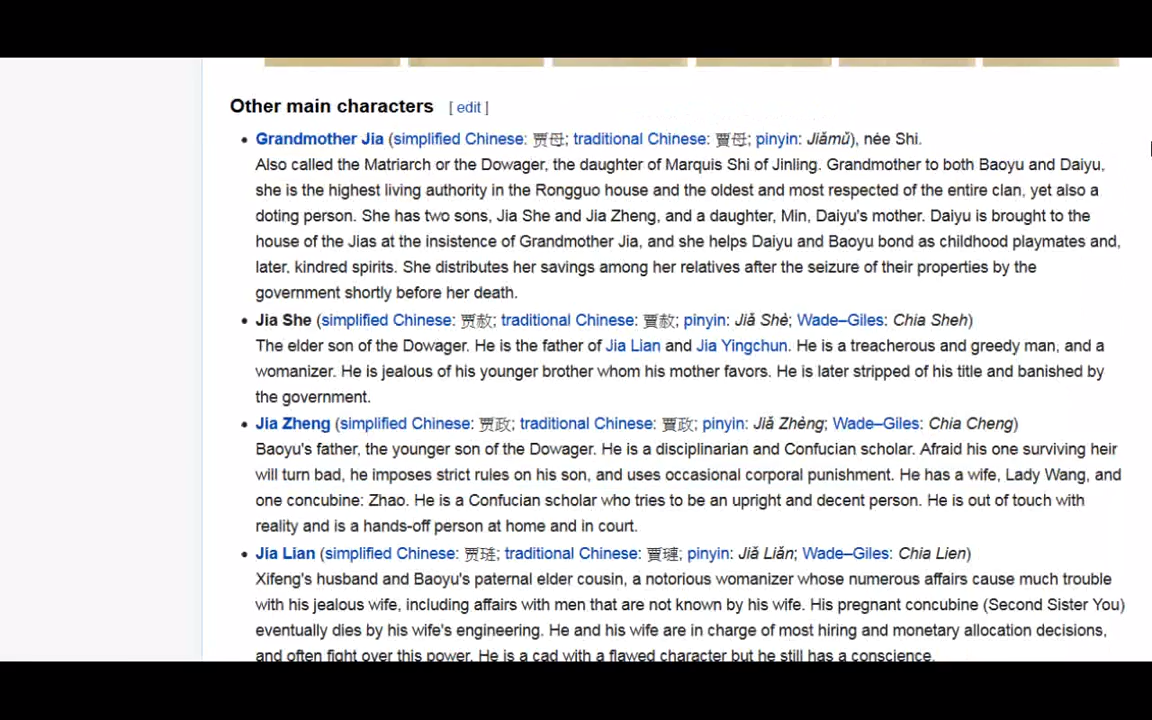 Other main characters [ edit ]
• Grandmother Jia (simplified Chinese: 贾母; traditional Chinese: 賈母; pinyin: Jiǎmǔ), née Shi.
Also called the Matriarch or the Dowager, the daughter of Marquis Shi of Jinling. Grandmother to both Baoyu and Daiyu,
she is the highest living authority in the Rongguo house and the oldest and most respected of the entire clan, yet also a
doting person. She has two sons, Jia She and Jia Zheng, and a daughter, Min, Daiyu's mother. Daiyu is brought to the
house of the Jias at the insistence of Grandmother Jia, and she helps Daiyu and Baoyu bond as childhood playmates and,
later, kindred spirits. She distributes her savings among her relatives after the seizure of their properties by the
government shortly before her death.
• Jia She (simplified Chinese: 贾赦; traditional Chinese: 賈赦; pinyin: Jiǎ Shè; Wade–Giles: Chia Sheh)
The elder son of the Dowager. He is the father of Jia Lian and Jia Yingchun. He is a treacherous and greedy man, and a
womanizer. He is jealous of his younger brother whom his mother favors. He is later stripped of his title and banished by
the government.
• Jia Zheng (simplified Chinese: 贾政; traditional Chinese: 賈政; pinyin: Jiǎ Zhèng; Wade–Giles: Chia Cheng)
Baoyu's father, the younger son of the Dowager. He is a disciplinarian and Confucian scholar. Afraid his one surviving heir
will turn bad, he imposes strict rules on his son, and uses occasional corporal punishment. He has a wife, Lady Wang, and
one concubine: Zhao. He is a Confucian scholar who tries to be an upright and decent person. He is out of touch with
reality and is a hands-off person at home and in court.
• Jia Lian (simplified Chinese: 贾琏; traditional Chinese: 賈璉; pinyin: Jiǎ Liǎn; Wade–Giles: Chia Lien)
Xifeng's husband and Baoyu's paternal elder cousin, a notorious womanizer whose numerous affairs cause much trouble
with his jealous wife, including affairs with men that are not known by his wife. His pregnant concubine (Second Sister You)
eventually dies by his wife's engineering. He and his wife are in charge of most hiring and monetary allocation decisions,
and often fight over this power. He is a cad with a flawed character but he still has a conscience.